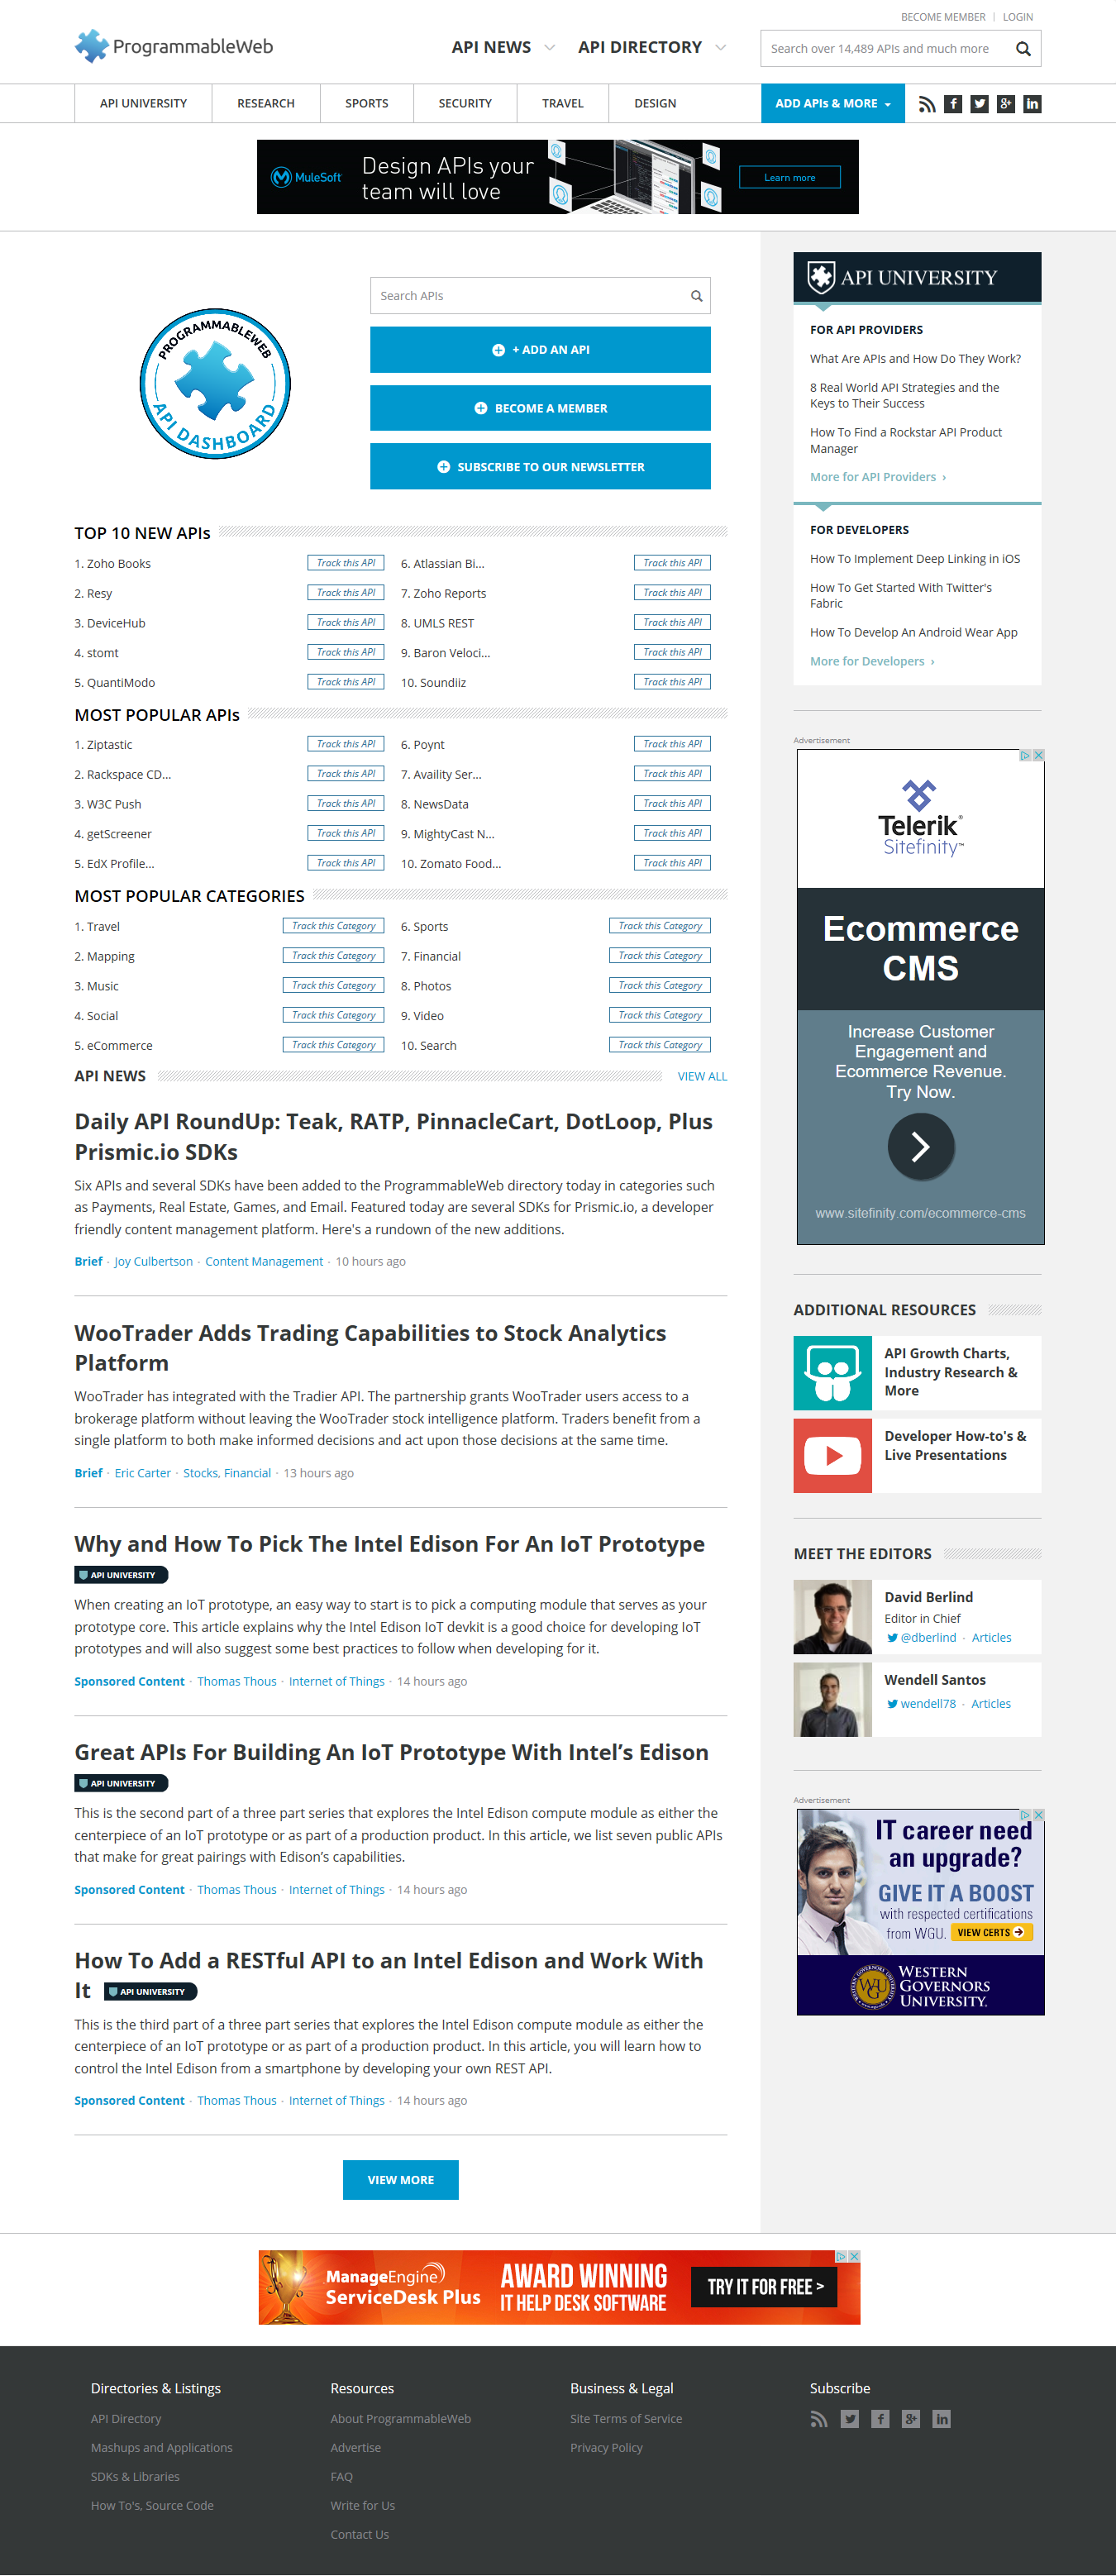 BECOME MEMBER | LOGIN
ProgrammableWeb
API NEWS
API DIRECTORY
Search over 14,489 APIs and much more
API UNIVERSITY
RESEARCH
SPORTS
SECURITY
TRAVEL
DESIGN
ADD APIs & MORE
MuleSoft
Design APIs your
team will love
Learn more
PROGRAMMABLEWEB
API DASHBOARD
Search APIs
+ ADD AN API
BECOME A MEMBER
SUBSCRIBE TO OUR NEWSLETTER
TOP 10 NEW APIs
1. Zoho Books Track this API 6. Atlassian Bi... Track this API
2. Resy Track this API 7. Zoho Reports Track this API
3. DeviceHub Track this API 8. UMLS REST Track this API
4. stomt Track this API 9. Baron Veloci... Track this API
5. QuantiModo Track this API 10. Soundiiz Track this API
MOST POPULAR APIs
1. Ziptastic Track this API 6. Poynt Track this API
2. Rackspace CD... Track this API 7. Availity Ser... Track this API
3. W3C Push Track this API 8. NewsData Track this API
4. getScreener Track this API 9. MightyCast N... Track this API
5. EdX Profile... Track this API 10. Zomato Food... Track this API
MOST POPULAR CATEGORIES
1. Travel Track this Category 6. Sports Track this Category
2. Mapping Track this Category 7. Financial Track this Category
3. Music Track this Category 8. Photos Track this Category
4. Social Track this Category 9. Video Track this Category
5. eCommerce Track this Category 10. Search Track this Category
API NEWS VIEW ALL
Daily API RoundUp: Teak, RATP, PinnacleCart, DotLoop, Plus
Prismic.io SDKs
Six APIs and several SDKs have been added to the ProgrammableWeb directory today in categories such
as Payments, Real Estate, Games, and Email. Featured today are several SDKs for Prismic.io, a developer
friendly content management platform. Here's a rundown of the new additions.
Brief · Joy Culbertson · Content Management · 10 hours ago
WooTrader Adds Trading Capabilities to Stock Analytics
Platform
WooTrader has integrated with the Tradier API. The partnership grants WooTrader users access to a
brokerage platform without leaving the WooTrader stock intelligence platform. Traders benefit from a
single platform to both make informed decisions and act upon those decisions at the same time.
Brief · Eric Carter · Stocks, Financial · 13 hours ago
Why and How To Pick The Intel Edison For An IoT Prototype
API UNIVERSITY
When creating an IoT prototype, an easy way to start is to pick a computing module that serves as your
prototype core. This article explains why the Intel Edison IoT devkit is a good choice for developing IoT
prototypes and will also suggest some best practices to follow when developing for it.
Sponsored Content · Thomas Thous · Internet of Things · 14 hours ago
Great APIs For Building An IoT Prototype With Intel’s Edison
API UNIVERSITY
This is the second part of a three part series that explores the Intel Edison compute module as either the
centerpiece of an IoT prototype or as part of a production product. In this article, we list seven public APIs
that make for great pairings with Edison’s capabilities.
Sponsored Content · Thomas Thous · Internet of Things · 14 hours ago
How To Add a RESTful API to an Intel Edison and Work With
It API UNIVERSITY
This is the third part of a three part series that explores the Intel Edison compute module as either the
centerpiece of an IoT prototype or as part of a production product. In this article, you will learn how to
control the Intel Edison from a smartphone by developing your own REST API.
Sponsored Content · Thomas Thous · Internet of Things · 14 hours ago
VIEW MORE
API UNIVERSITY
FOR API PROVIDERS
What Are APIs and How Do They Work?
8 Real World API Strategies and the
Keys to Their Success
How To Find a Rockstar API Product
Manager
More for API Providers ›
FOR DEVELOPERS
How To Implement Deep Linking in iOS
How To Get Started With Twitter's
Fabric
How To Develop An Android Wear App
More for Developers ›
Advertisement
Telerik®
Sitefinity™
Ecommerce
CMS
Increase Customer
Engagement and
Ecommerce Revenue.
Try Now.
www.sitefinity.com/ecommerce-cms
ADDITIONAL RESOURCES
API Growth Charts,
Industry Research &
More
Developer How-to's &
Live Presentations
MEET THE EDITORS
David Berlind
Editor in Chief
@dberlind · Articles
Wendell Santos
wendell78 · Articles
Advertisement
IT career need
an upgrade?
GIVE IT A BOOST
with respected certifications
from WGU. VIEW CERTS
WGU
WESTERN
GOVERNORS
UNIVERSITY.
ManageEngine
ServiceDesk Plus
AWARD WINNING
IT HELP DESK SOFTWARE
TRY IT FOR FREE >
Directories & Listings
API Directory
Mashups and Applications
SDKs & Libraries
How To's, Source Code
Resources
About ProgrammableWeb
Advertise
FAQ
Write for Us
Contact Us
Business & Legal
Site Terms of Service
Privacy Policy
Subscribe